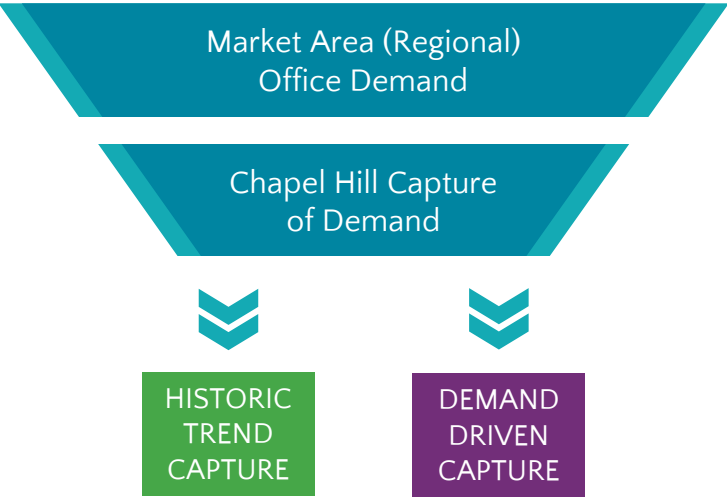 Market Area (Regional)
Office Demand
Chapel Hill Capture
of Demand
HISTORIC
TREND
CAPTURE
DEMAND
DRIVEN
CAPTURE